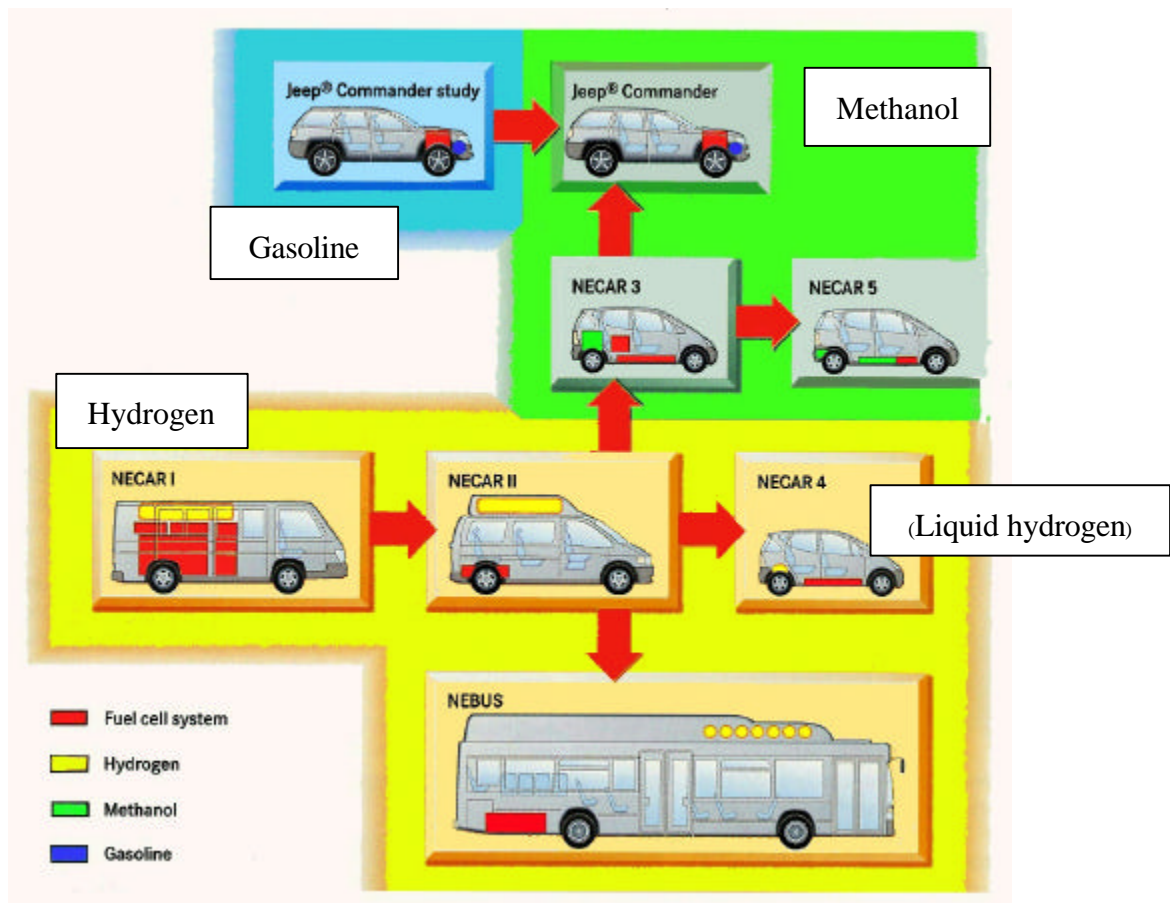 Jeep® Commander study
Jeep® Commander
Methanol
Gasoline
NECAR 3
NECAR 5
Hydrogen
NECAR I
NECAR II
NECAR 4
(Liquid hydrogen)
NEBUS
Fuel cell system
Hydrogen
Methanol
Gasoline